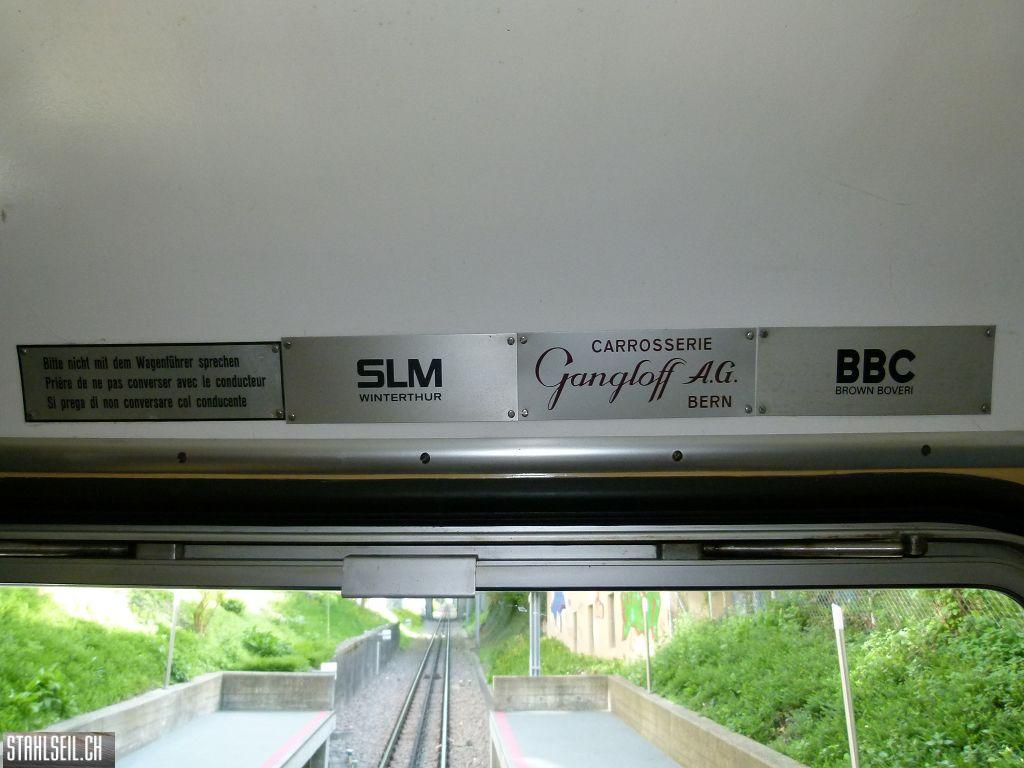 Bitte nicht mit dem Wagenführer sprechen
Prière de ne pas converser avec le conducteur
Si prega di non conversare col conducente
SLM
WINTERTHUR
CARROSSERIE
Gangloff A.G.
BERN
BBC
BROWN BOVERI
STAHLSEIL.CH